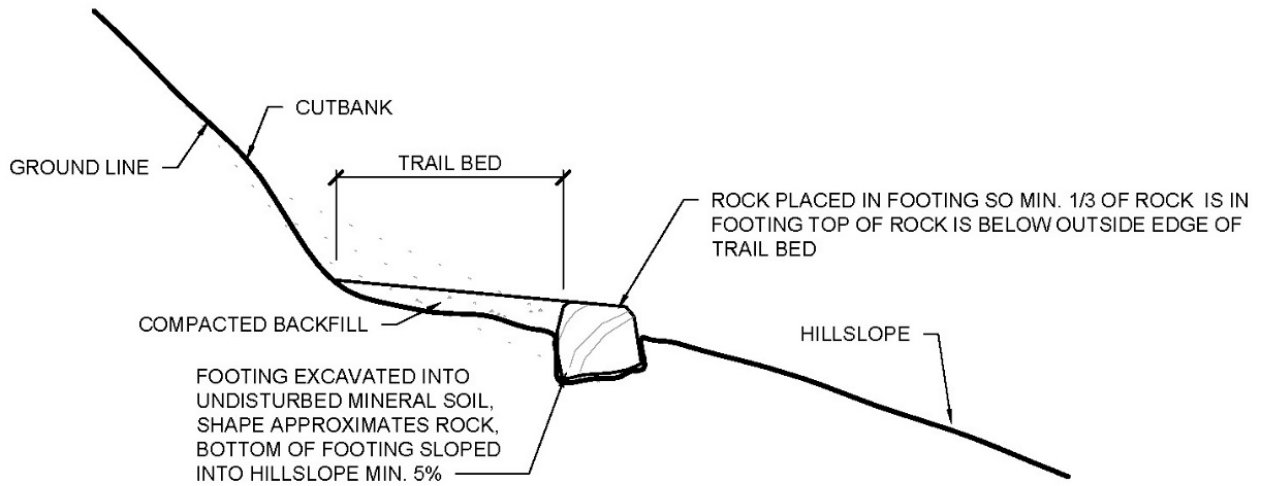 CUTBANK
GROUND LINE
TRAIL BED
ROCK PLACED IN FOOTING SO MIN. 1/3 OF ROCK IS IN
FOOTING TOP OF ROCK IS BELOW OUTSIDE EDGE OF
TRAIL BED
COMPACTED BACKFILL
HILLSLOPE
FOOTING EXCAVATED INTO
UNDISTURBED MINERAL SOIL,
SHAPE APPROXIMATES ROCK,
BOTTOM OF FOOTING SLOPED
INTO HILLSLOPE MIN. 5%